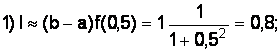 1) I ≈ (b – a)f(0,5) = 1 1/(1 + 0,5²) = 0,8;